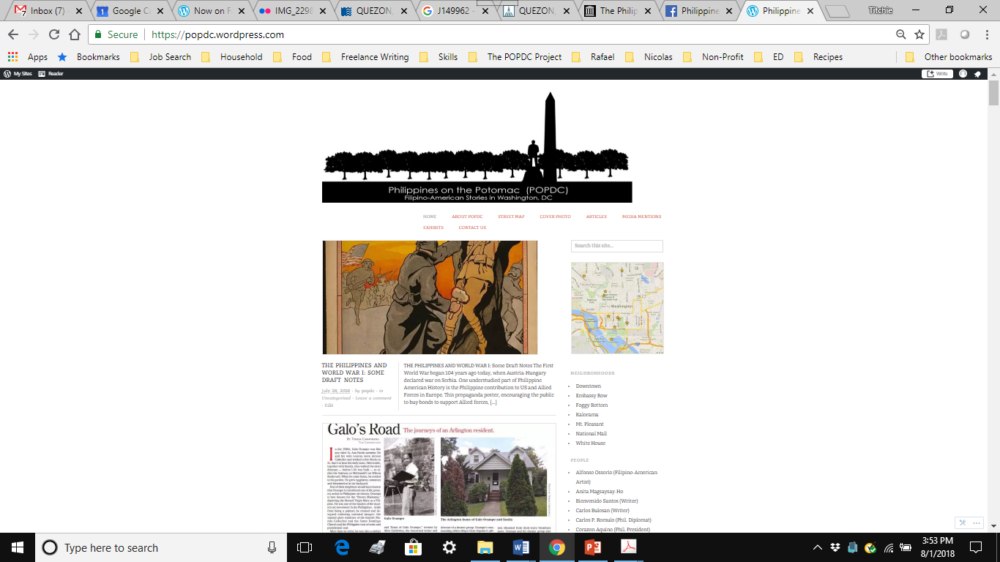 Inbox (7)
Google C
Now on F
IMG_2298
QUEZON,
J149962 -
QUEZON,
The Philip
Philippine
Philippine
Titchie
Secure
https://popdc.wordpress.com
Apps
Bookmarks
Job Search
Household
Food
Freelance Writing
Skills
The POPDC Project
Rafael
Nicolas
Non-Profit
ED
Recipes
Other bookmarks
My Sites
Reader
Write
Philippines on the Potomac (POPDC)
Filipino-American Stories in Washington, DC
HOME
ABOUT POPDC
STREET MAP
COVER PHOTO
ARTICLES
MEDIA MENTIONS
EXHIBITS
CONTACT US
THE PHILIPPINES AND
WORLD WAR I: SOME
DRAFT NOTES
July 28, 2018 - by popdc - in
Uncategorized - Leave a comment
- Edit
THE PHILIPPINES AND WORLD WAR I: Some Draft Notes The First
World War began 104 years ago today, when Austria-Hungary
declared war on Serbia. One understudied part of Philippine
American History is the Philippine contribution to US and Allied
Forces in Europe. This propaganda poster, encouraging the public
to buy bonds to support Allied forces, [...]
Galo's Road
The journeys of an Arlington resident.
Galo Ocampo
The Arlington home of Galo Ocampo and family.
Search this site...
Washington
NEIGHBORHOODS
Downtown
Embassy Row
Foggy Bottom
Kalorama
Mt. Pleasant
National Mall
White House
PEOPLE
Alfonso Ossorio (Filipino-American
Artist)
Anita Magsaysay-Ho
Bienvenido Santos (Writer)
Carlos Bulosan (Writer)
Carlos P. Romulo (Phil. Diplomat)
Corazon Aquino (Phil. President)
Type here to search
3:53 PM
8/1/2018